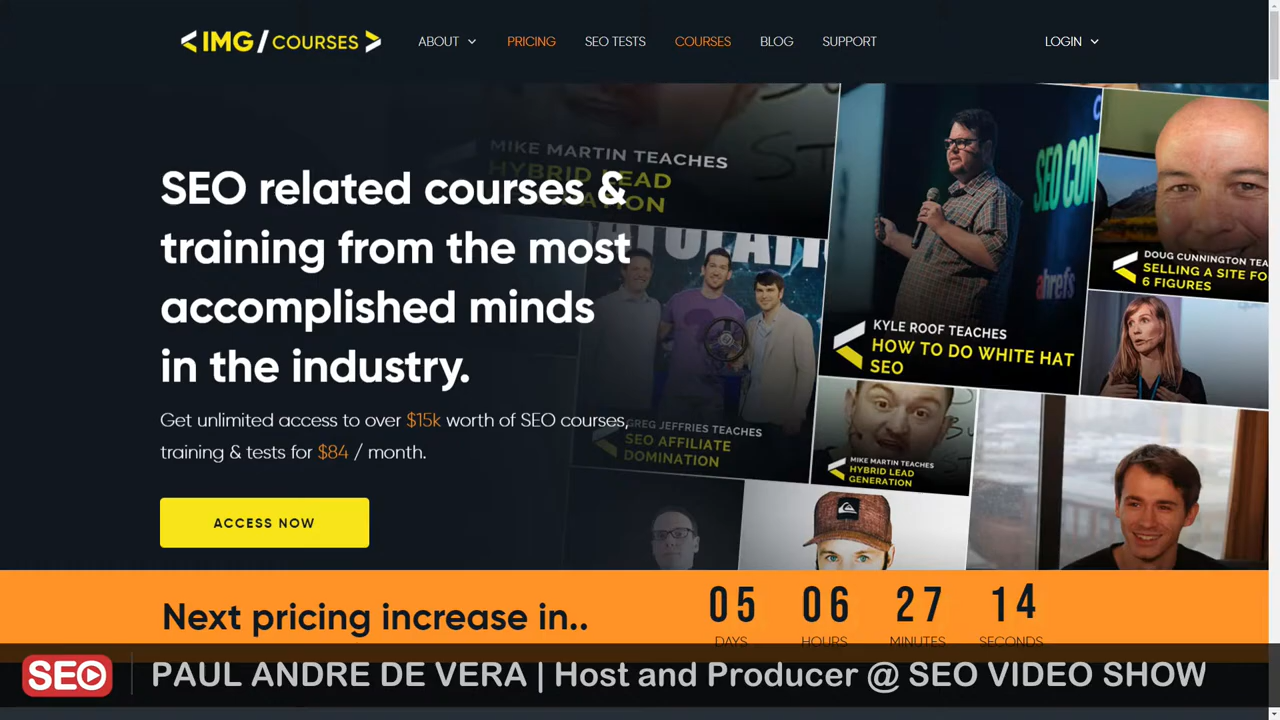 <IMG/COURSES>
ABOUT
PRICING
SEO TESTS
COURSES
BLOG
SUPPORT
LOGIN
SEO related courses &
training from the most
accomplished minds
in the industry.
Get unlimited access to over $15k worth of SEO courses,
training & tests for $84 / month.
ACCESS NOW
MIKE MARTIN TEACHES
HYBRID LEAD
GREG JEFFRIES TEACHES
SEO AFFILIATE
DOMINATION
KYLE ROOF TEACHES
HOW TO DO WHITE HAT
SEO
SEO CON
ahrefs
MIKE MARTIN TEACHES
HYBRID LEAD
GENERATION
DOUG CUNNINGTON TEA
SELLING A SITE FO
6 FIGURES
Next pricing increase in..
05 06 27 14
DAYS HOURS MINUTES SECONDS
SEO
PAUL ANDRE DE VERA | Host and Producer @ SEO VIDEO SHOW